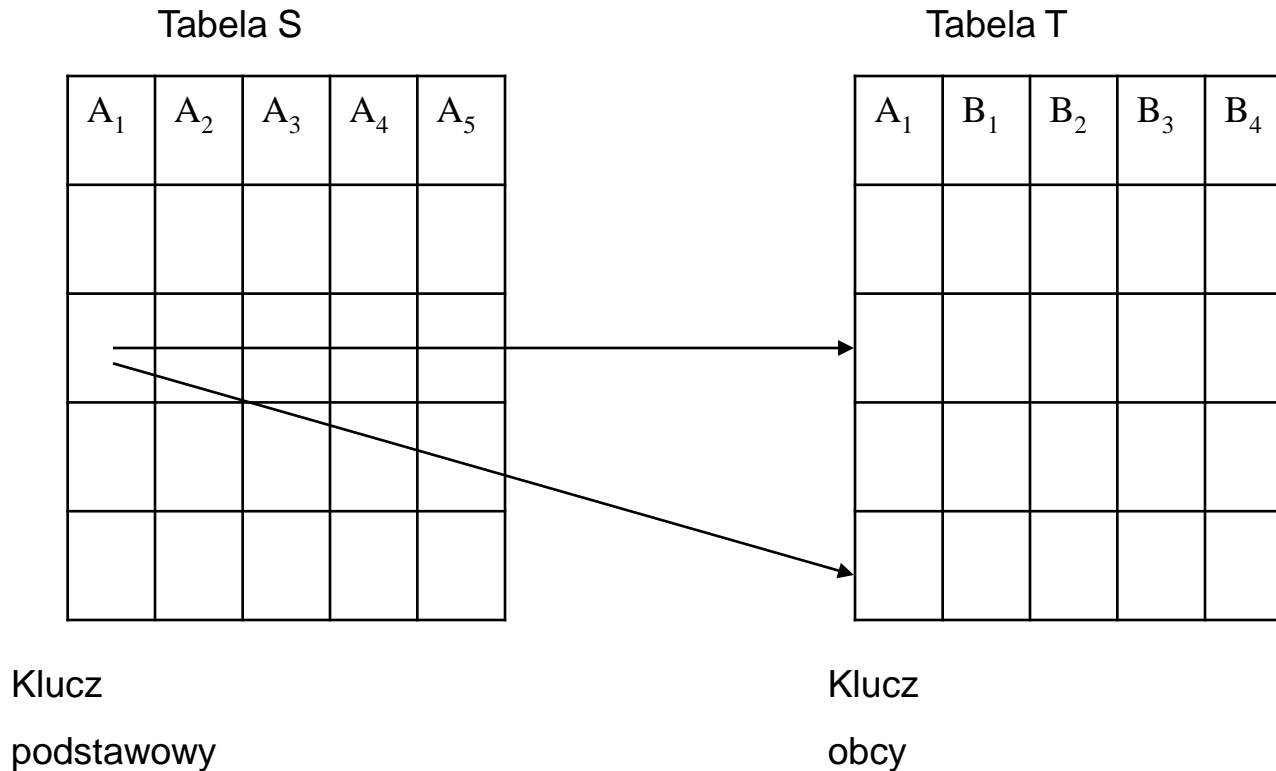 Tabela S
Tabela T
A₁ A₂ A₃ A₄ A₅
A₁ B₁ B₂ B₃ B₄
Klucz
podstawowy
Klucz
obcy